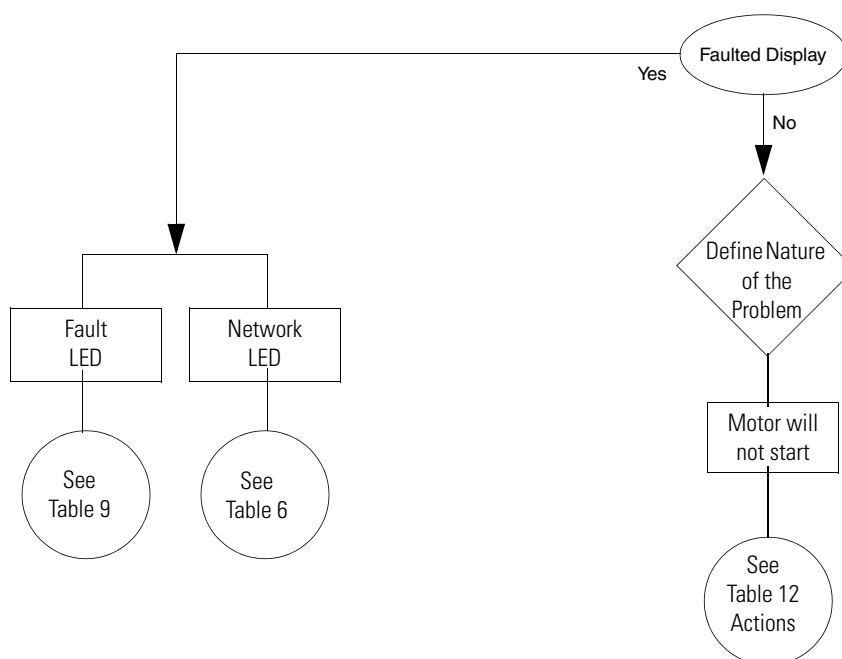 Faulted Display
Yes
No
Define Nature
of the
Problem
Fault
LED
Network
LED
Motor will
not start
See
Table 9
See
Table 6
See
Table 12
Actions